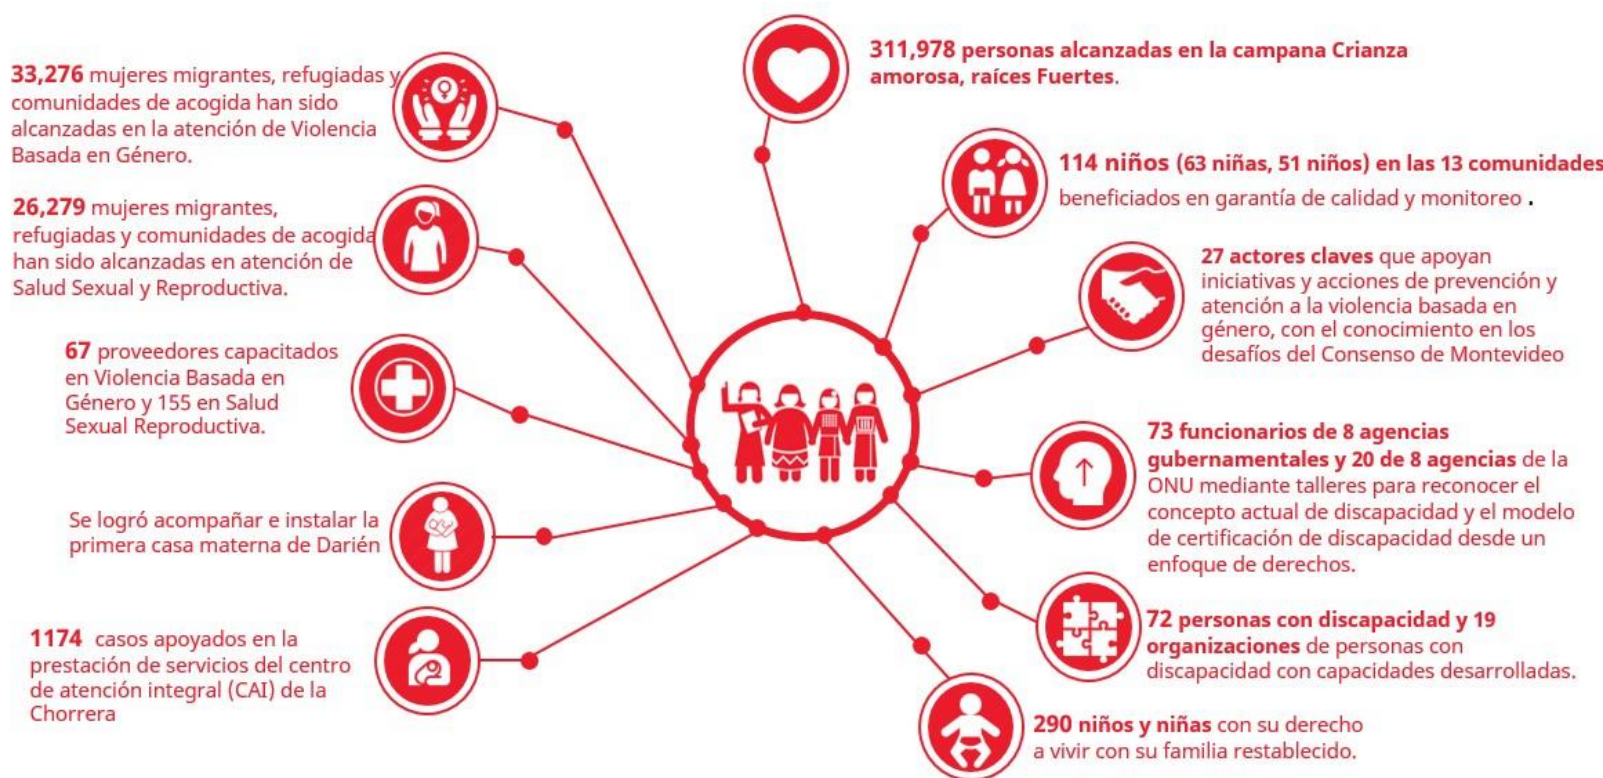 33,276 mujeres migrantes, refugiadas y
comunidades de acogida han sido
alcanzadas en la atención de Violencia
Basada en Género.
26,279 mujeres migrantes,
refugiadas y comunidades de acogida
han sido alcanzadas en atención de
Salud Sexual y Reproductiva.
67 proveedores capacitados
en Violencia Basada en
Género y 155 en Salud
Sexual Reproductiva.
Se logró acompañar e instalar la
primera casa materna de Darién
1174 casos apoyados en la
prestación de servicios del centro
de atención integral (CAI) de la
Chorrera
311,978 personas alcanzadas en la campana Crianza
amorosa, raíces Fuertes.
114 niños (63 niñas, 51 niños) en las 13 comunidades
beneficiados en garantía de calidad y monitoreo .
27 actores claves que apoyan
iniciativas y acciones de prevención y
atención a la violencia basada en
género, con el conocimiento en los
desafíos del Consenso de Montevideo
73 funcionarios de 8 agencias
gubernamentales y 20 de 8 agencias de la
ONU mediante talleres para reconocer el
concepto actual de discapacidad y el modelo
de certificación de discapacidad desde un
enfoque de derechos.
72 personas con discapacidad y 19
organizaciones de personas con
discapacidad con capacidades desarrolladas.
290 niños y niñas con su derecho
a vivir con su familia restablecido.